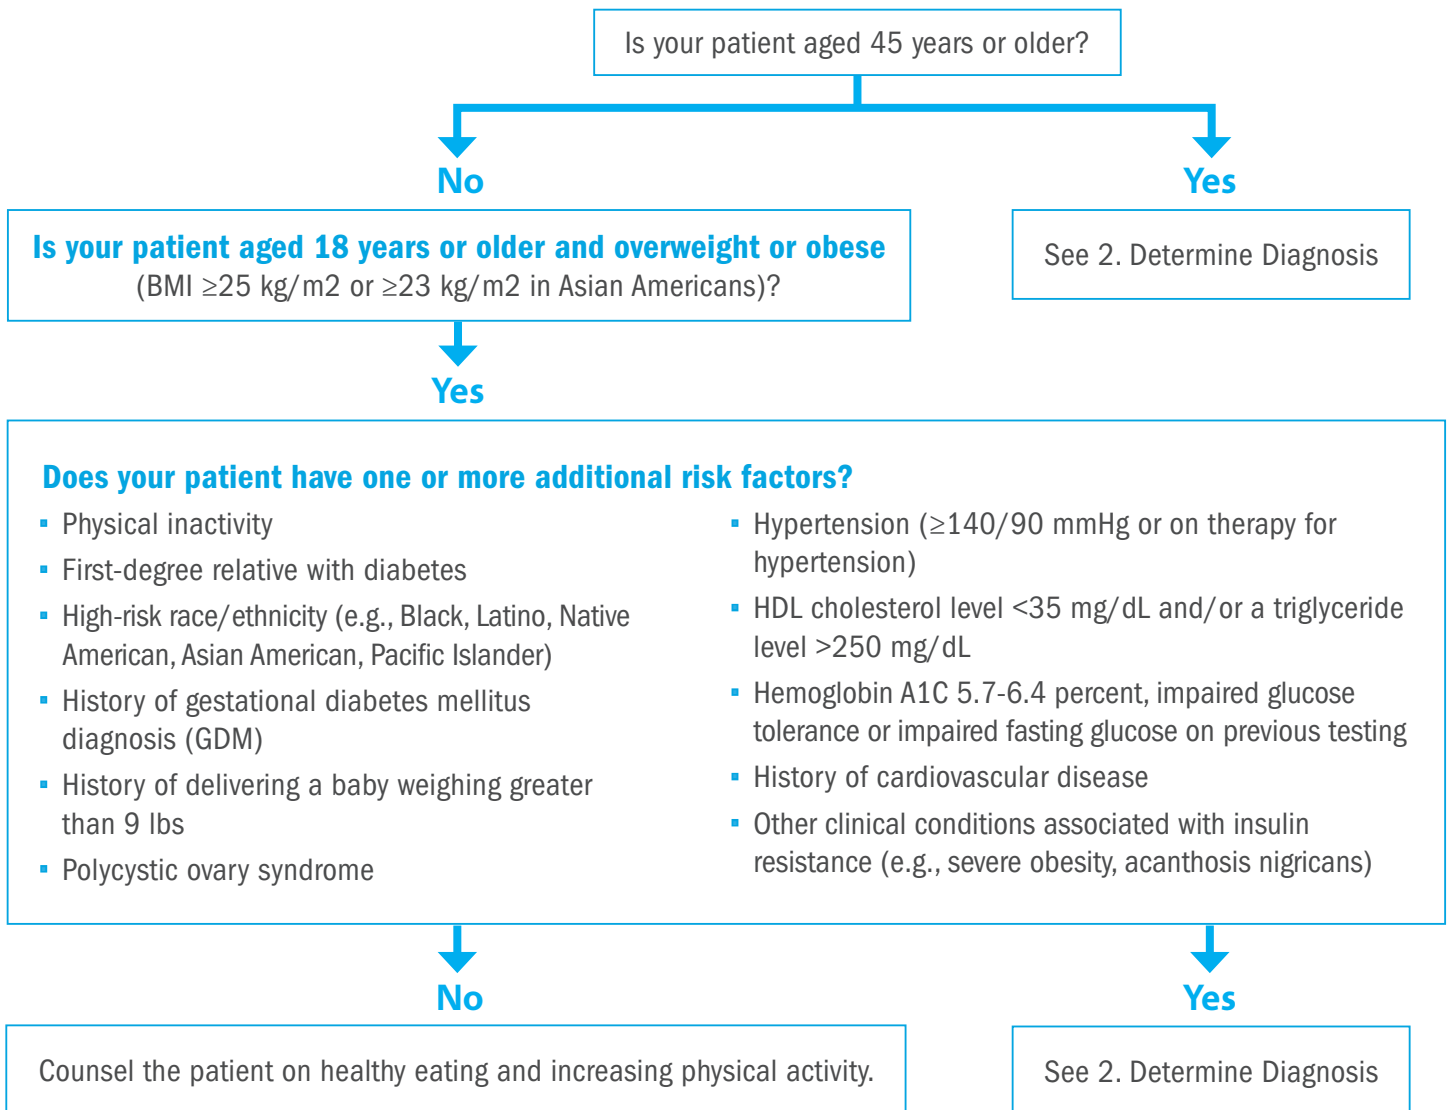 Is your patient aged 45 years or older?
No
Yes
Is your patient aged 18 years or older and overweight or obese
(BMI ≥25 kg/m2 or ≥23 kg/m2 in Asian Americans)?
See 2. Determine Diagnosis
Yes
Does your patient have one or more additional risk factors?
▪ Physical inactivity
▪ First-degree relative with diabetes
▪ High-risk race/ethnicity (e.g., Black, Latino, Native
American, Asian American, Pacific Islander)
▪ History of gestational diabetes mellitus
diagnosis (GDM)
▪ History of delivering a baby weighing greater
than 9 lbs
▪ Polycystic ovary syndrome
▪ Hypertension (≥140/90 mmHg or on therapy for
hypertension)
▪ HDL cholesterol level <35 mg/dL and/or a triglyceride
level >250 mg/dL
▪ Hemoglobin A1C 5.7-6.4 percent, impaired glucose
tolerance or impaired fasting glucose on previous testing
▪ History of cardiovascular disease
▪ Other clinical conditions associated with insulin
resistance (e.g., severe obesity, acanthosis nigricans)
No
Yes
Counsel the patient on healthy eating and increasing physical activity.
See 2. Determine Diagnosis